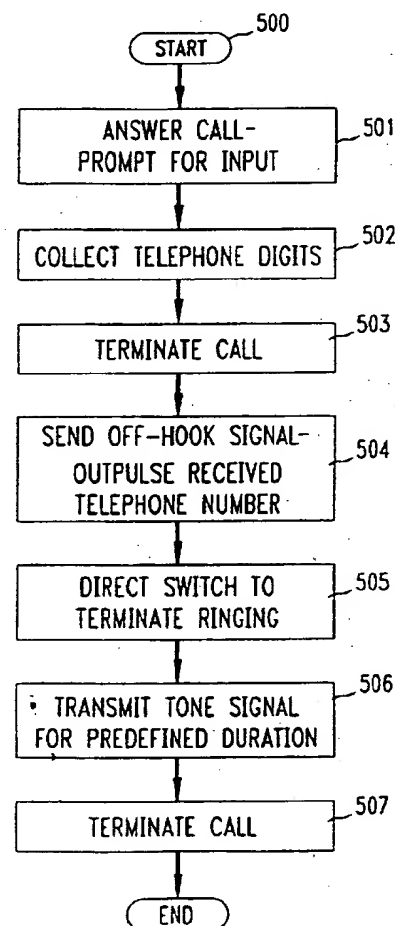 START
500
ANSWER CALL-
PROMPT FOR INPUT
501
COLLECT TELEPHONE DIGITS
502
TERMINATE CALL
503
SEND OFF-HOOK SIGNAL-
OUTPULSE RECEIVED
TELEPHONE NUMBER
504
DIRECT SWITCH TO
TERMINATE RINGING
505
TRANSMIT TONE SIGNAL
FOR PREDEFINED DURATION
506
TERMINATE CALL
507
END